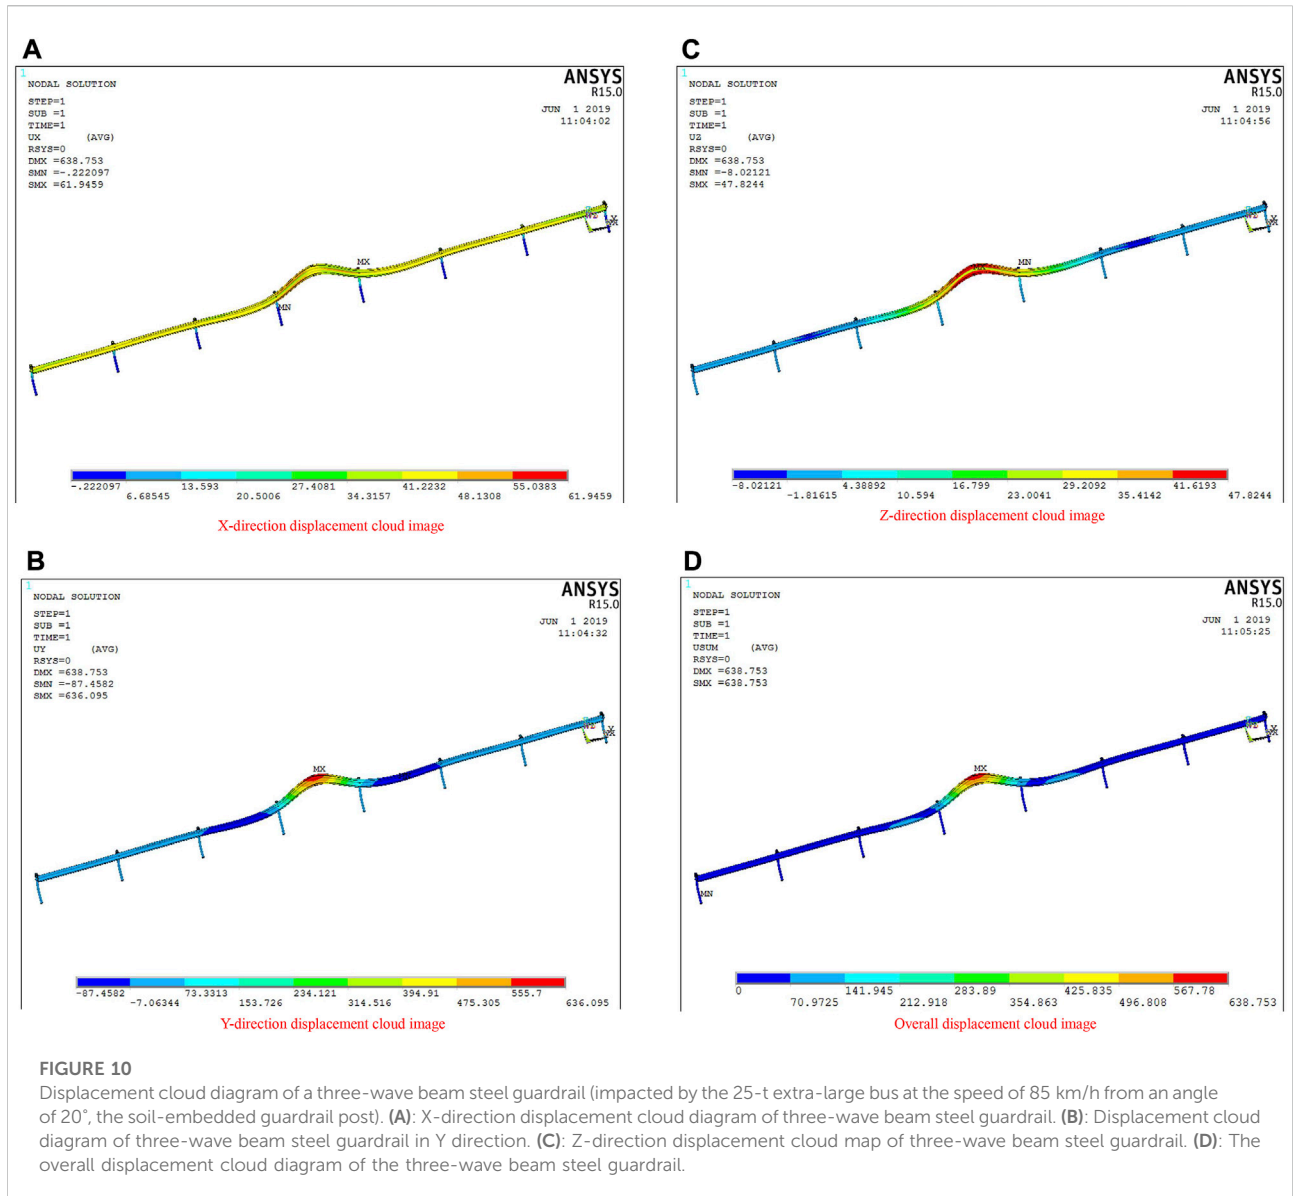 A
1
NODAL SOLUTION
STEP=1
SUB =1
TIME=1
UX (AVG)
RSYS=0
DMX =638.753
SMN =-.222097
SMX =61.9459
ANSYS
R15.0
JUN 1 2019
11:04:02
MX
MN
-.222097 13.593 27.4081 41.2232 55.0383
6.68545 20.5006 34.3157 48.1308 61.9459
X-direction displacement cloud image
C
1
NODAL SOLUTION
STEP=1
SUB =1
TIME=1
UZ (AVG)
RSYS=0
DMX =638.753
SMN =-8.02121
SMX =47.8244
ANSYS
R15.0
JUN 1 2019
11:04:56
MX
MN
-8.02121 4.38892 16.799 29.2092 41.6193
-1.81615 10.594 23.0041 35.4142 47.8244
Z-direction displacement cloud image
B
1
NODAL SOLUTION
STEP=1
SUB =1
TIME=1
UY (AVG)
RSYS=0
DMX =638.753
SMN =-87.4582
SMX =636.095
ANSYS
R15.0
JUN 1 2019
11:04:32
MX
-87.4582 73.3313 234.121 394.91 555.7
-7.06344 153.726 314.516 475.305 636.095
Y-direction displacement cloud image
D
1
NODAL SOLUTION
STEP=1
SUB =1
TIME=1
USUM (AVG)
RSYS=0
DMX =638.753
SMX =638.753
ANSYS
R15.0
JUN 1 2019
11:05:25
MX
MN
0 141.945 283.89 425.835 567.78
70.9725 212.918 354.863 496.808 638.753
Overall displacement cloud image
FIGURE 10
Displacement cloud diagram of a three-wave beam steel guardrail (impacted by the 25-t extra-large bus at the speed of 85 km/h from an angle
of 20°, the soil-embedded guardrail post). (A): X-direction displacement cloud diagram of three-wave beam steel guardrail. (B): Displacement cloud
diagram of three-wave beam steel guardrail in Y direction. (C): Z-direction displacement cloud map of three-wave beam steel guardrail. (D): The
overall displacement cloud diagram of the three-wave beam steel guardrail.